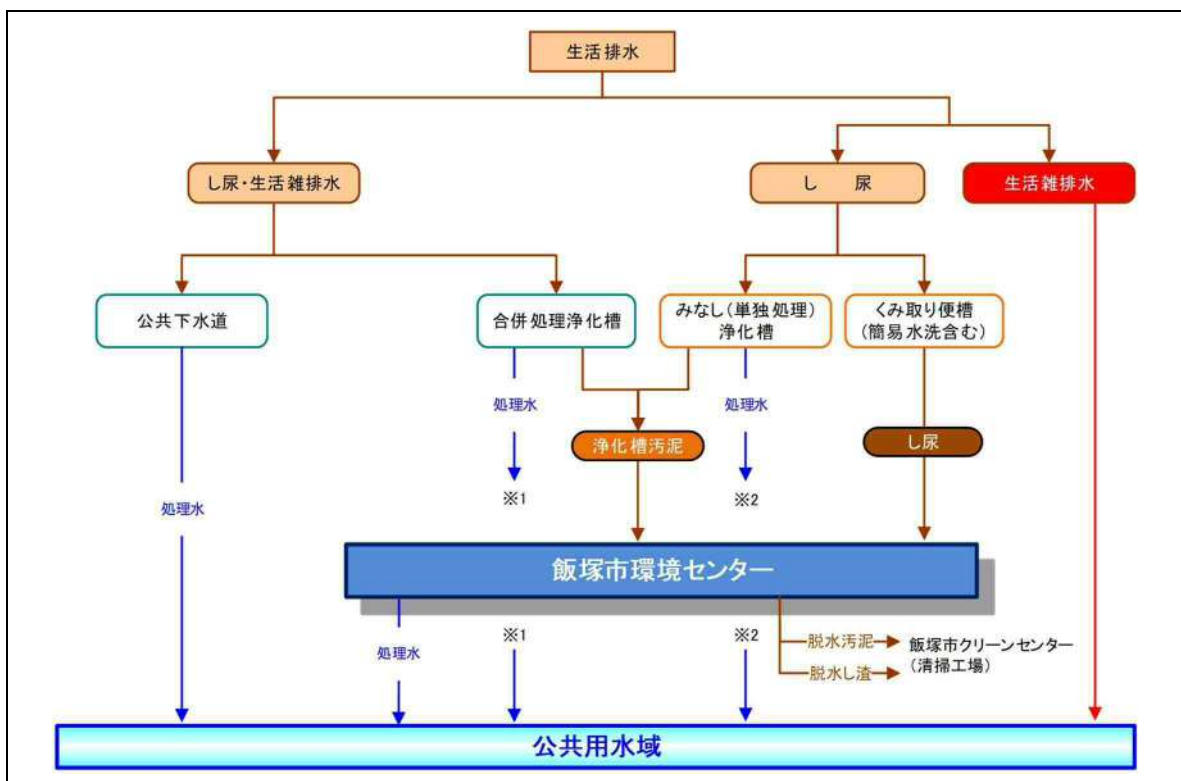 生活排水
し尿・生活雑排水
し　尿
生活雑排水
公共下水道
合併処理浄化槽
みなし(単独処理)
浄化槽
くみ取り便槽
(簡易水洗含む)
処理水
処理水
浄化槽汚泥
し尿
※1
※2
処理水
飯塚市環境センター
処理水
※1
※2
脱水汚泥
脱水し渣
飯塚市クリーンセンター
(清掃工場)
公共用水域